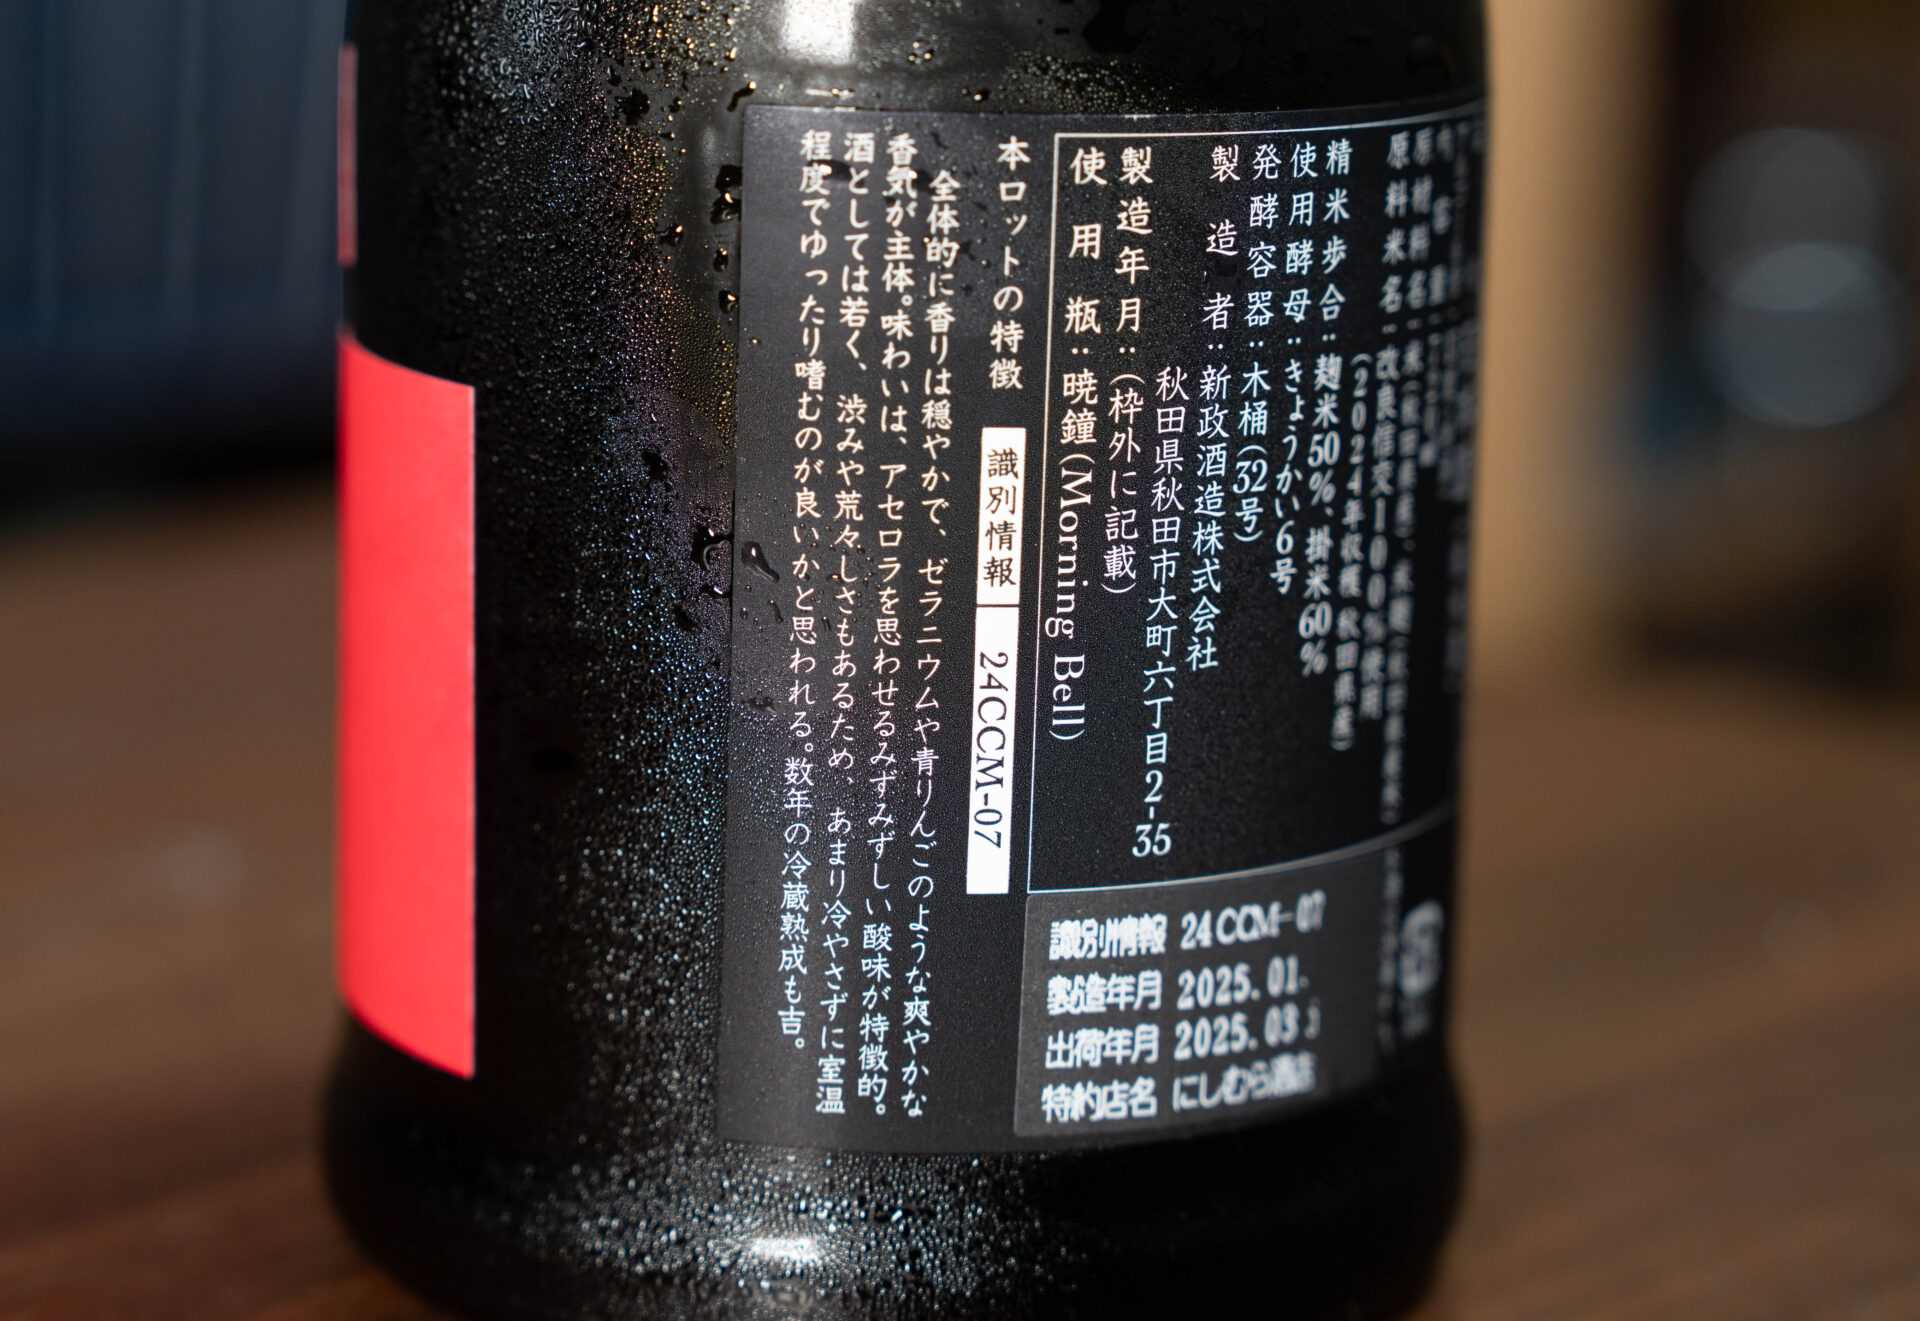 原料米名：改良信交100%使用
（2024年収穫 秋田県産）
精米歩合：麹米50%、掛米60%
使用酵母：きょうかい6号
発酵容器：木桶（32号）
製造者：新政酒造株式会社
秋田県秋田市大町六丁目2-35
製造年月：（枠外に記載）
使用瓶：暁鐘（Morning Bell）
本ロットの特徴 識別情報 24CCM-07
全体的に香りは穏やかで、ゼラニウムや青りんごのような爽やかな
香気が主体。味わいは、アセロラを思わせるみずみずしい酸味が特徴的。
酒としては若く、渋みや荒々しさもあるため、あまり冷やさずに室温
程度でゆったり嗜むのが良いかと思われる。数年の冷蔵熟成も吉。
識別情報 24CCM-07
製造年月 2025.01.
出荷年月 2025.03
特約店名 にしむら酒店